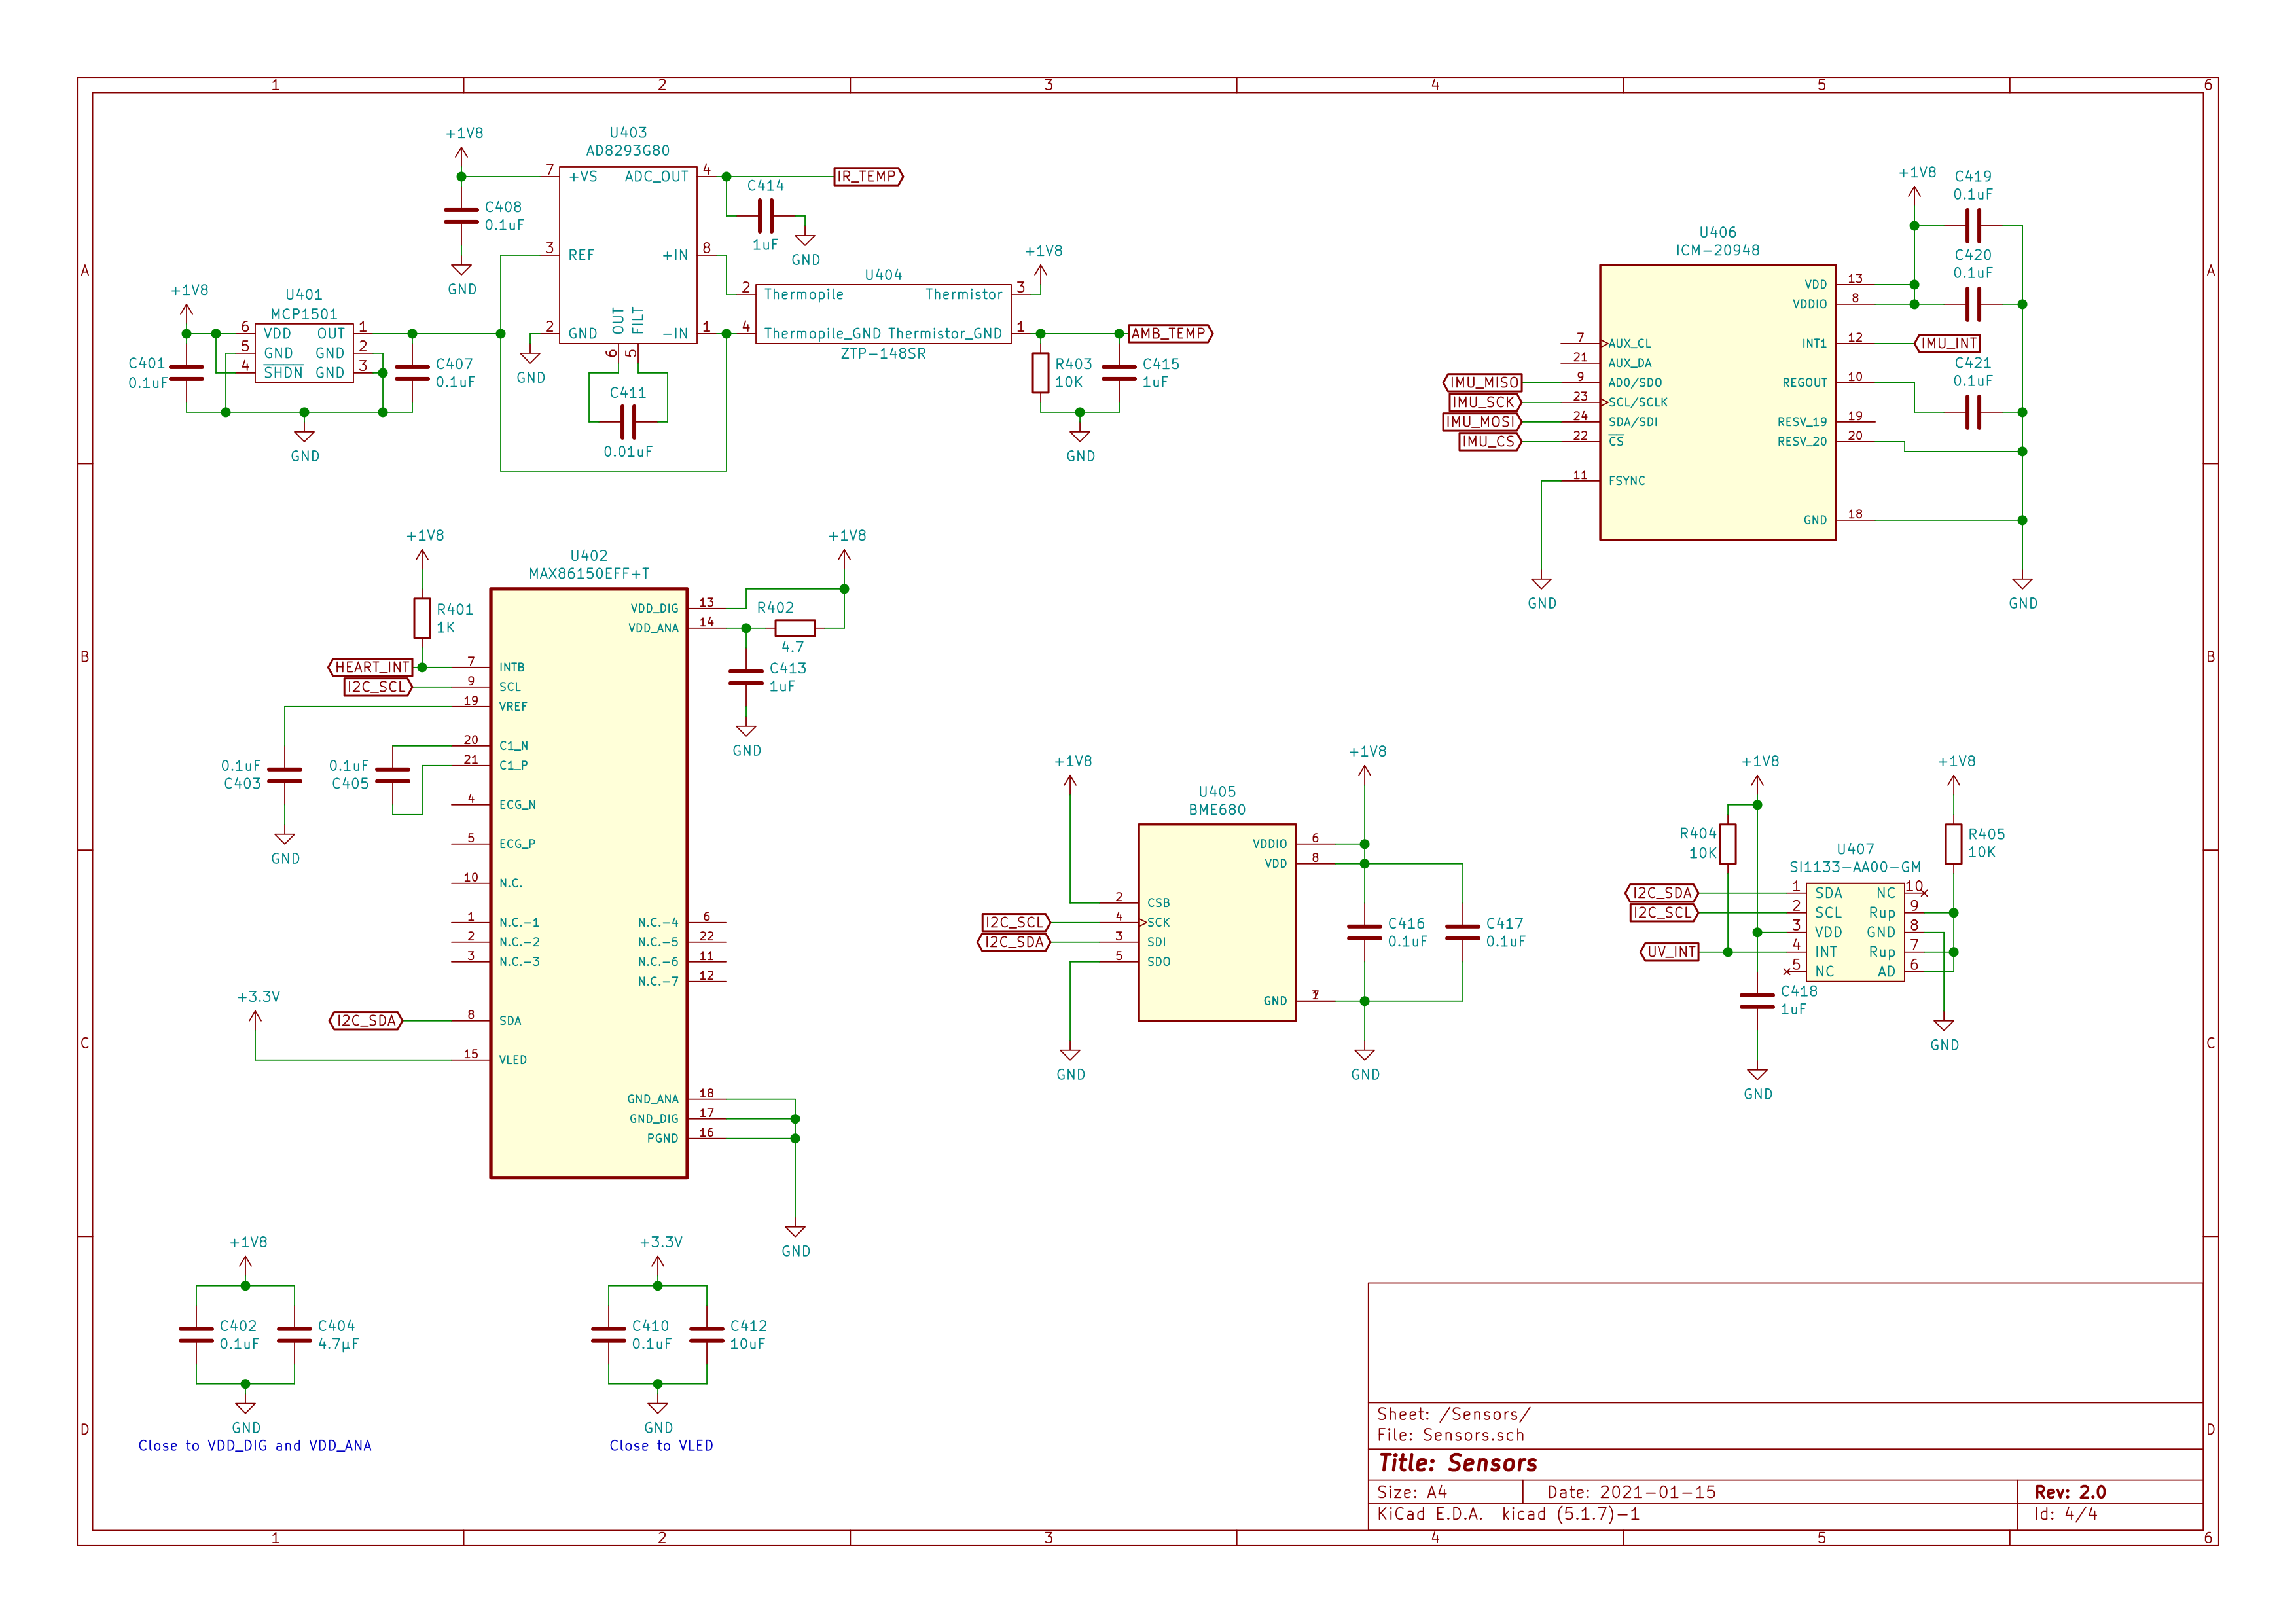 1 2 3 4 5 6
A
B
C
D
+1V8
U401
MCP1501
6 VDD OUT 1
5 GND GND 2
4 SHDN GND 3
C401
0.1uF
C407
0.1uF
GND
+1V8
C408
0.1uF
GND
U403
AD8293G80
7 +VS ADC_OUT 4
3 REF +IN 8
2 GND -IN 1
OUT FILT
6 5
GND
C411
0.01uF
IR_TEMP
C414
1uF
GND
U404
2 Thermopile Thermistor 3
4 Thermopile_GND Thermistor_GND 1
ZTP-148SR
+1V8
AMB_TEMP
R403
10K
C415
1uF
GND
U406
ICM-20948
7 AUX_CL
21 AUX_DA
IMU_MISO 9 AD0/SDO
IMU_SCK 23 SCL/SCLK
IMU_MOSI 24 SDA/SDI
IMU_CS 22 CS
11 FSYNC
GND
VDD 13
VDDIO 8
INT1 12 IMU_INT
REGOUT 10
RESV_19 19
RESV_20 20
GND 18
+1V8
C419
0.1uF
C420
0.1uF
C421
0.1uF
GND
+1V8
R401
1K
U402
MAX86150EFF+T
HEART_INT 7 INTB
I2C_SCL 9 SCL
19 VREF
20 C1_N
21 C1_P
4 ECG_N
5 ECG_P
10 N.C.
1 N.C.-1
2 N.C.-2
3 N.C.-3
I2C_SDA 8 SDA
15 VLED
0.1uF
C403
GND
0.1uF
C405
+3.3V
VDD_DIG 13
VDD_ANA 14
N.C.-4 6
N.C.-5 22
N.C.-6 11
N.C.-7 12
GND_ANA 18
GND_DIG 17
PGND 16
+1V8
R402
4.7
C413
1uF
GND
GND
+1V8
U405
BME680
2 CSB
I2C_SCL 4 SCK
I2C_SDA 3 SDI
5 SDO
GND
VDDIO 6
VDD 8
GND
+1V8
C416
0.1uF
C417
0.1uF
GND
+1V8
R404
10K
+1V8
R405
10K
U407
SI1133-AA00-GM
I2C_SDA 1 SDA NC 10
I2C_SCL 2 SCL Rup 9
3 VDD GND 8
UV_INT 4 INT Rup 7
5 NC AD 6
C418
1uF
GND
GND
+1V8
C402
0.1uF
C404
4.7µF
GND
Close to VDD_DIG and VDD_ANA
+3.3V
C410
0.1uF
C412
10uF
GND
Close to VLED
Sheet: /Sensors/
File: Sensors.sch
Title: Sensors
Size: A4 Date: 2021-01-15 Rev: 2.0
KiCad E.D.A. kicad (5.1.7)-1 Id: 4/4
A
B
C
D
1 2 3 4 5 6